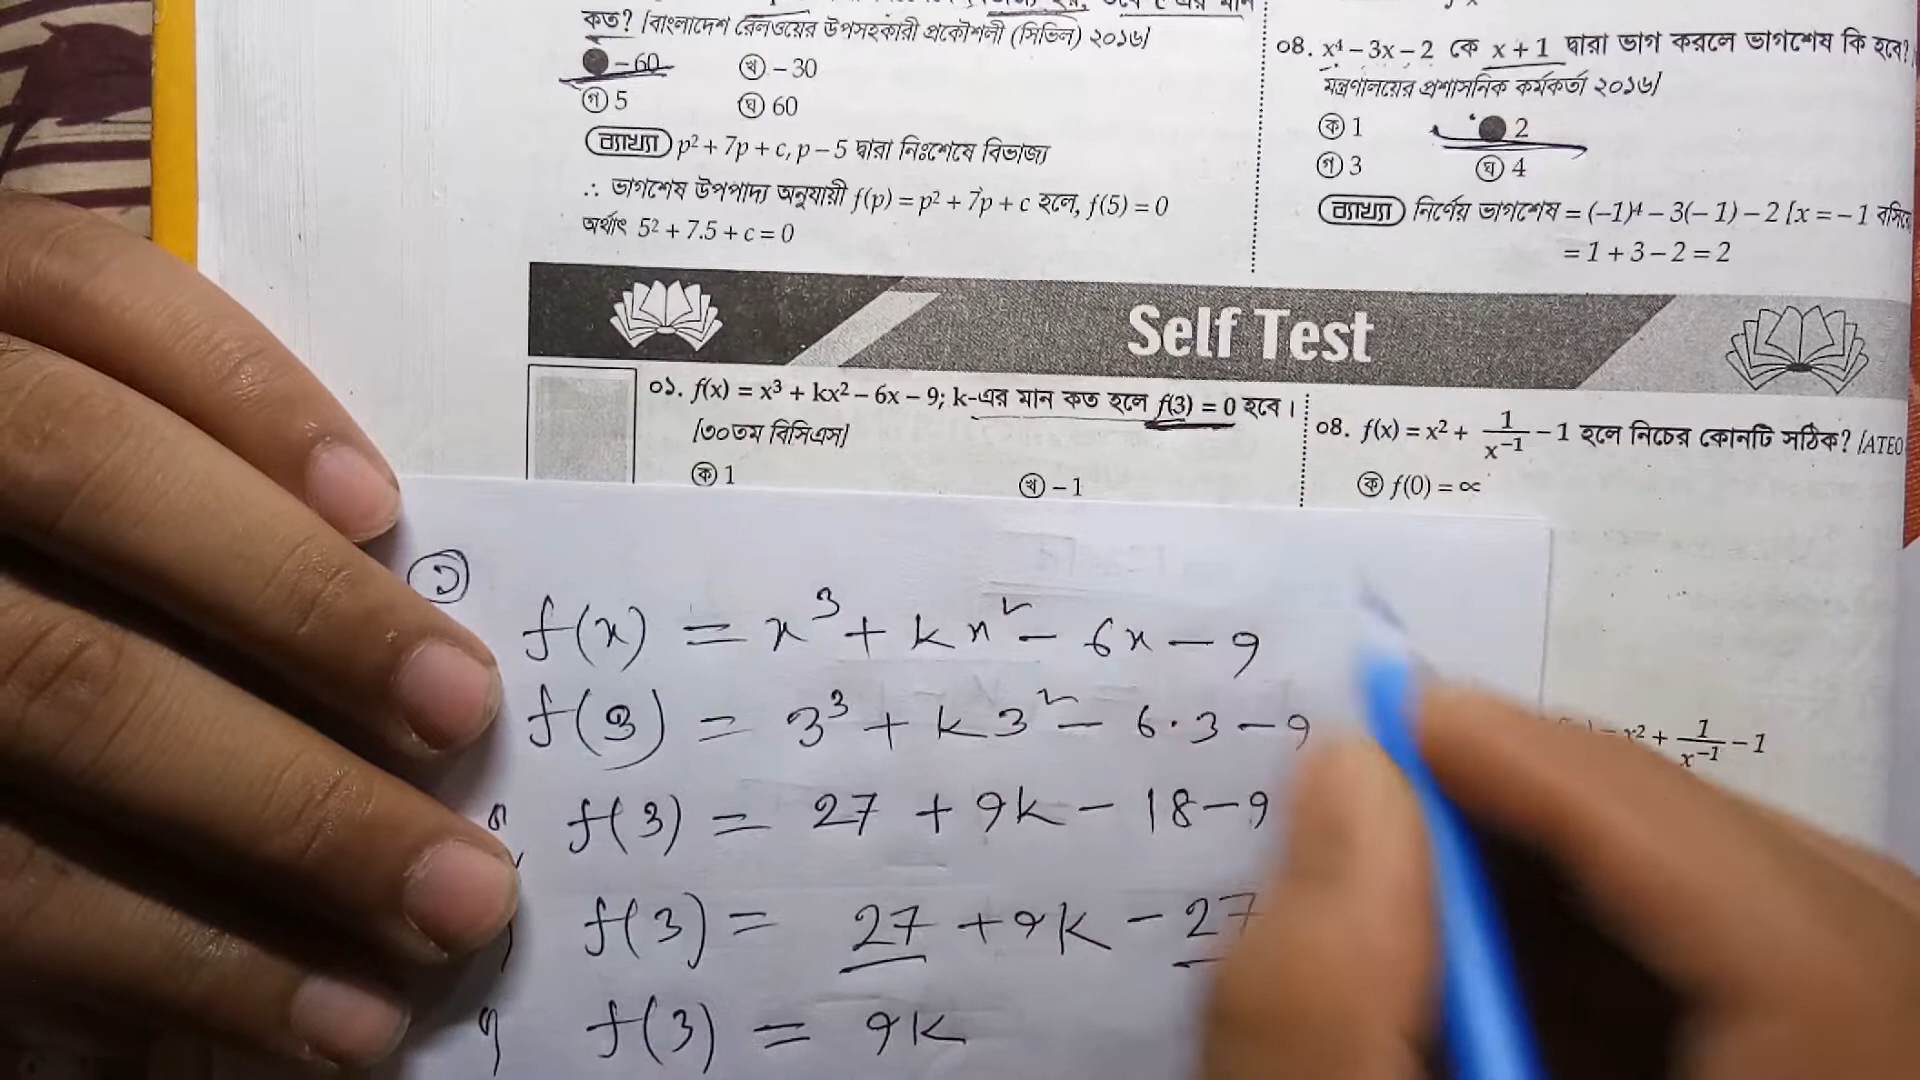 কত? [বাংলাদেশ রেলওয়ের উপসহকারী প্রকৌশলী (সিভিল) ২০১৬]
– 60
খ – 30
গ 5
ঘ 60
ব্যাখ্যা p² + 7p + c, p – 5 দ্বারা নিঃশেষে বিভাজ্য
∴ ভাগশেষ উপপাদ্য অনুযায়ী f(p) = p² + 7p + c হলে, f(5) = 0
অর্থাৎ 5² + 7.5 + c = 0
০৪. x⁴ – 3x – 2 কে x + 1 দ্বারা ভাগ করলে ভাগশেষ কি হবে?
মন্ত্রণালয়ের প্রশাসনিক কর্মকর্তা ২০১৬]
ক 1
2
গ 3
ঘ 4
ব্যাখ্যা নির্ণেয় ভাগশেষ = (–1)⁴ – 3(– 1) – 2 [x = – 1
= 1 + 3 – 2 = 2
Self Test
০১. f(x) = x³ + kx² – 6x – 9; k-এর মান কত হলে f(3) = 0 হবে।
[৩০তম বিসিএস]
ক 1
খ – 1
০৪. f(x) = x² + 1/x⁻¹ – 1 হলে নিচের কোনটি সঠিক? [ATEO
ক f(0) = ∝
x² + 1/x⁻¹ – 1
১
f(x) = x³ + kx² – 6x – 9
f(3) = 3³ + k3² – 6·3 – 9
f(3) = 27 + 9k – 18 – 9
f(3) = 27 + 9k – 27
f(3) = 9k